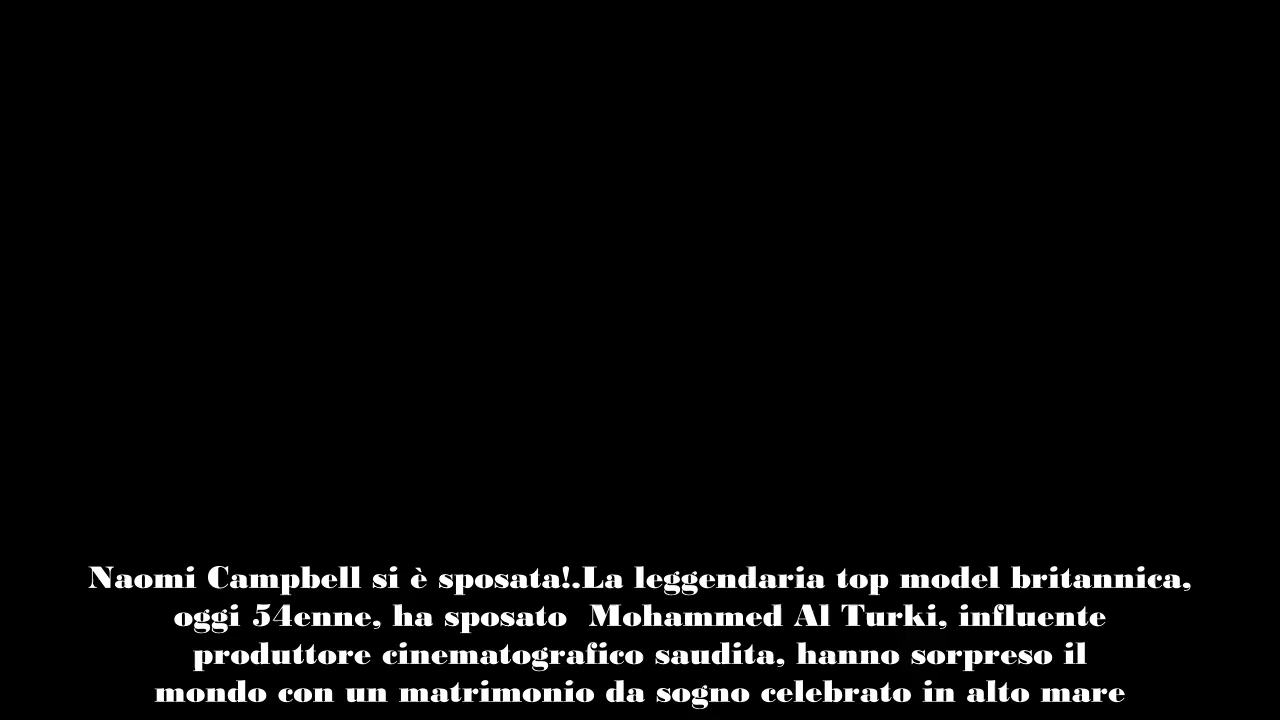 Naomi Campbell si è sposata!.La leggendaria top model britannica,
oggi 54enne, ha sposato  Mohammed Al Turki, influente
produttore cinematografico saudita, hanno sorpreso il
mondo con un matrimonio da sogno celebrato in alto mare